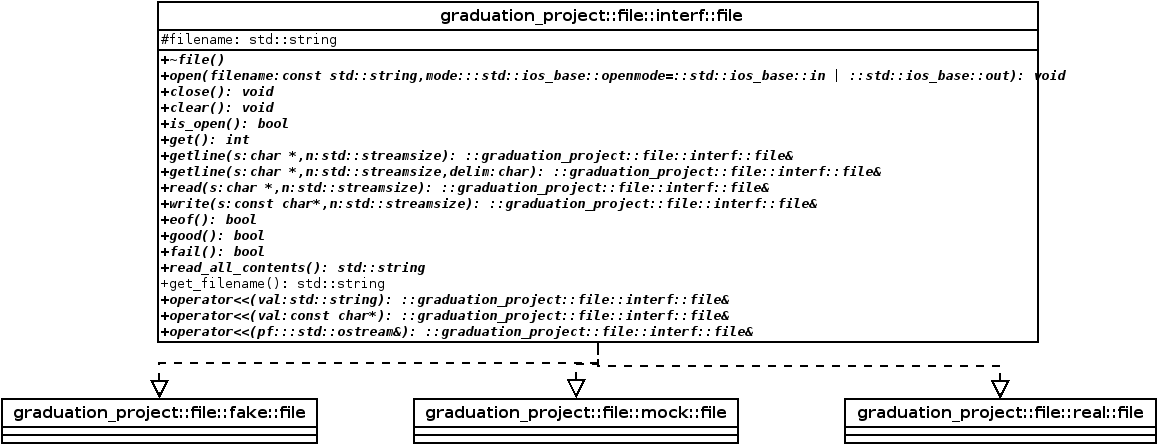 graduation_project::file::interf::file
#filename: std::string
+~file()
+open(filename:const std::string,mode:::std::ios_base::openmode=::std::ios_base::in | ::std::ios_base::out): void
+close(): void
+clear(): void
+is_open(): bool
+get(): int
+getline(s:char *,n:std::streamsize): ::graduation_project::file::interf::file&
+getline(s:char *,n:std::streamsize,delim:char): ::graduation_project::file::interf::file&
+read(s:char *,n:std::streamsize): ::graduation_project::file::interf::file&
+write(s:const char*,n:std::streamsize): ::graduation_project::file::interf::file&
+eof(): bool
+good(): bool
+fail(): bool
+read_all_contents(): std::string
+get_filename(): std::string
+operator<<(val:std::string): ::graduation_project::file::interf::file&
+operator<<(val:const char*): ::graduation_project::file::interf::file&
+operator<<(pf:::std::ostream&): ::graduation_project::file::interf::file&
graduation_project::file::fake::file
graduation_project::file::mock::file
graduation_project::file::real::file